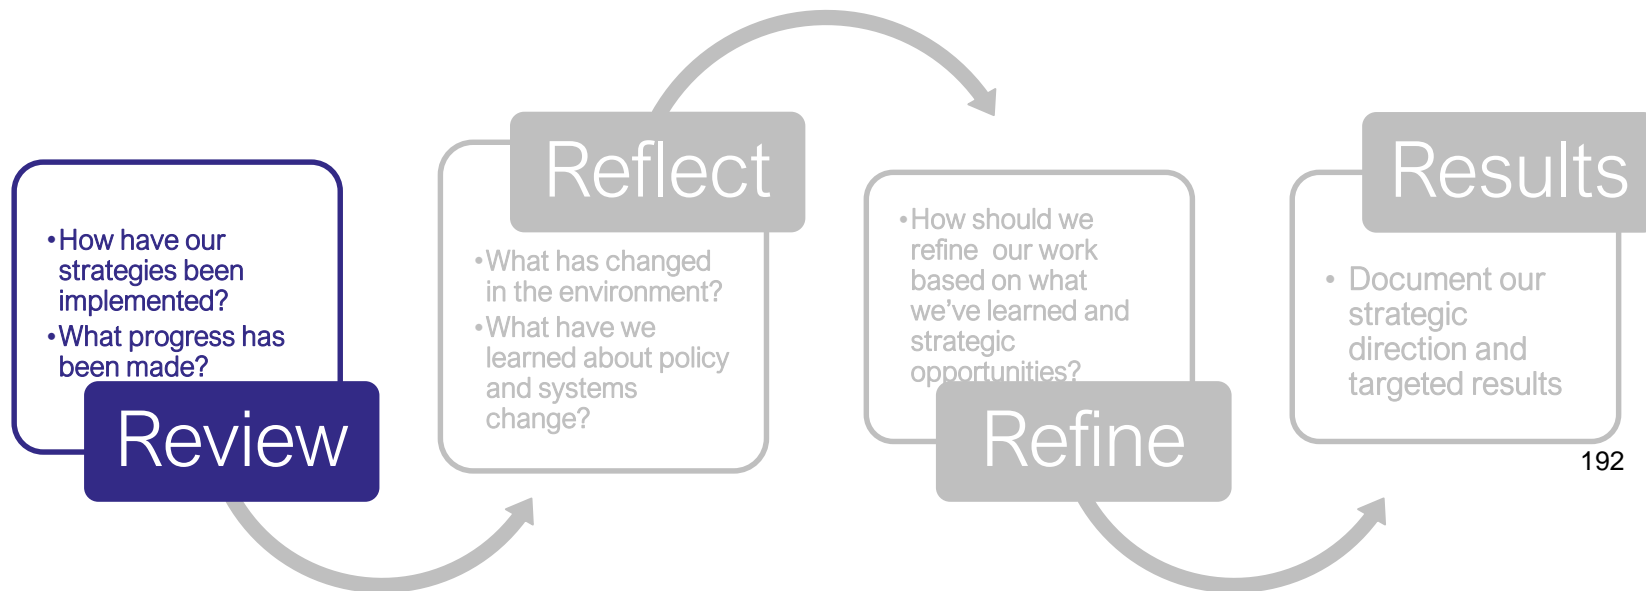 •How have our
strategies been
implemented?
•What progress has
been made?
Review
Reflect
•What has changed
in the environment?
•What have we
learned about policy
and systems
change?
•How should we
refine our work
based on what
we've learned and
strategic
opportunities?
Refine
Results
• Document our
strategic
direction and
targeted results
192